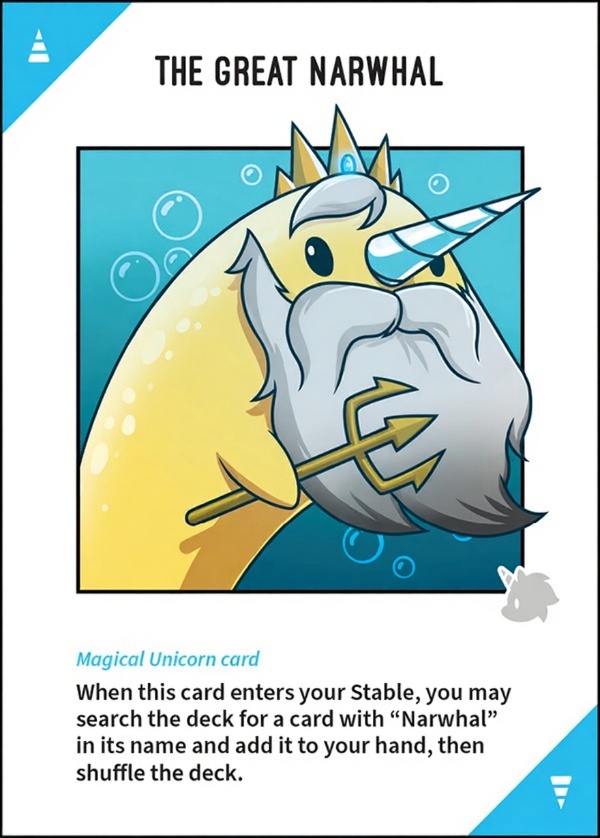 THE GREAT NARWHAL
Magical Unicorn card
When this card enters your Stable, you may
search the deck for a card with “Narwhal”
in its name and add it to your hand, then
shuffle the deck.